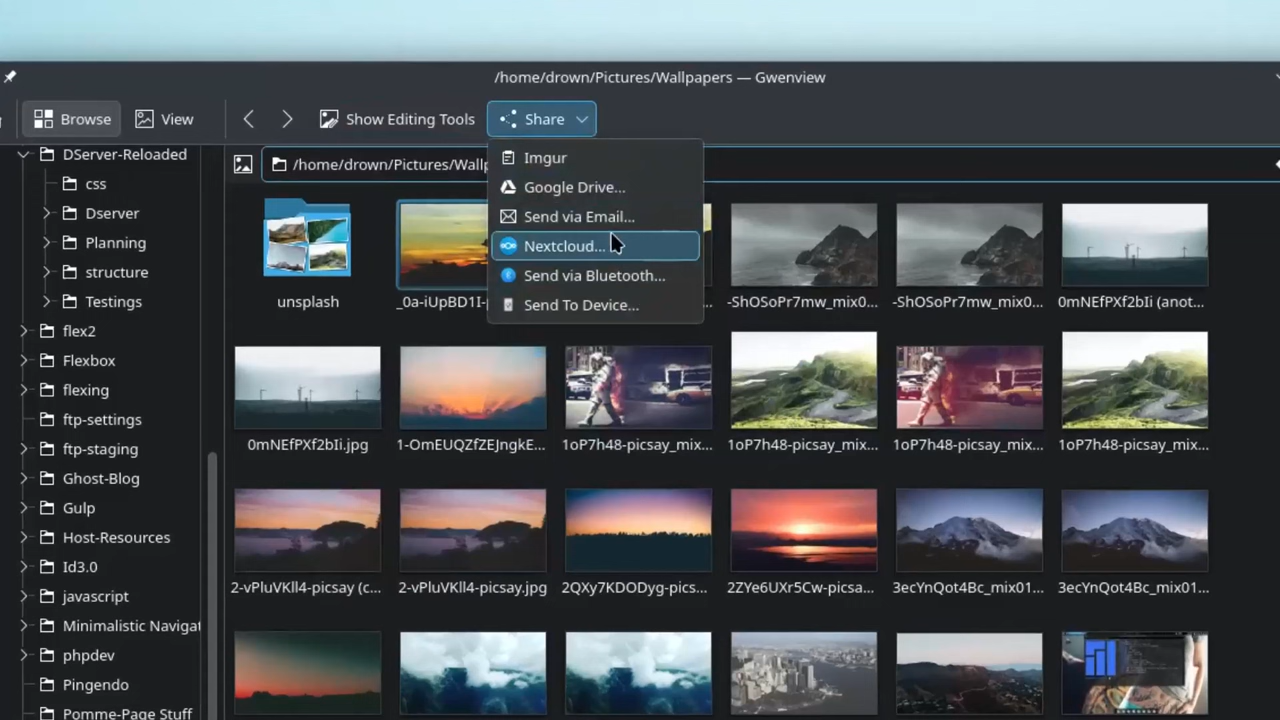 /home/drown/Pictures/Wallpapers — Gwenview
Browse
View
Show Editing Tools
Share
Imgur
Google Drive...
Send via Email...
Nextcloud...
Send via Bluetooth...
Send To Device...
/home/drown/Pictures/Wallp
DServer-Reloaded
css
Dserver
Planning
structure
Testings
flex2
Flexbox
flexing
ftp-settings
ftp-staging
Ghost-Blog
Gulp
Host-Resources
Id3.0
javascript
Minimalistic Navigat
phpdev
Pingendo
Pomme-Page Stuff
unsplash
_0a-iUpBD1I-
-ShOSoPr7mw_mix0...
-ShOSoPr7mw_mix0...
0mNEfPXf2bIi (anot...
0mNEfPXf2bIi.jpg
1-OmEUQZfZEJngkE...
1oP7h48-picsay_mix...
1oP7h48-picsay_mix...
1oP7h48-picsay_mix...
1oP7h48-picsay_mix...
2-vPluVKll4-picsay (c...
2-vPluVKll4-picsay.jpg
2QXy7KDODyg-pics...
2ZYe6UXr5Cw-picsa...
3ecYnQot4Bc_mix01...
3ecYnQot4Bc_mix01...